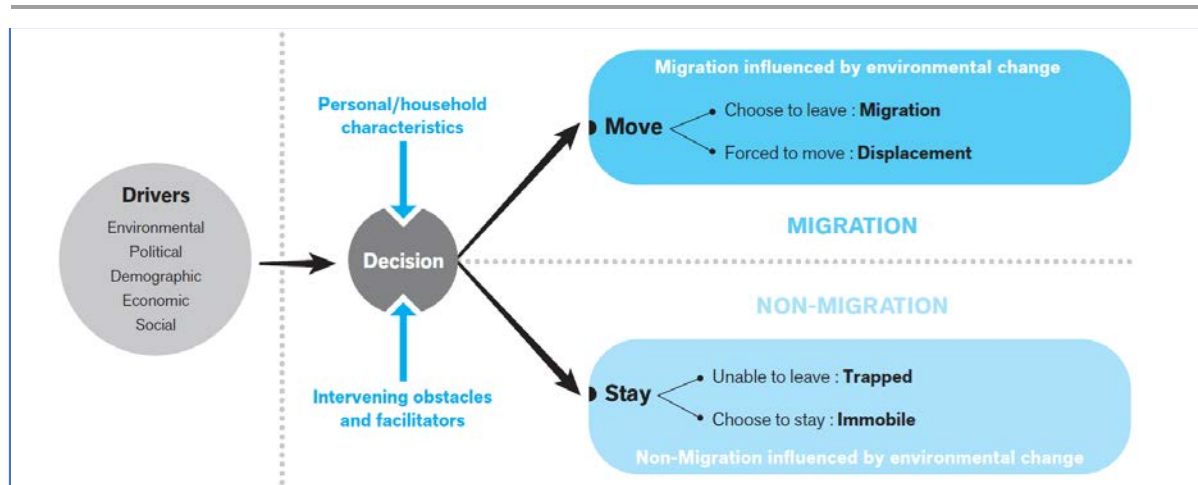 Drivers
Environmental
Political
Demographic
Economic
Social
Personal/household
characteristics
Decision
Intervening obstacles
and facilitators
Migration influenced by environmental change
Move
Choose to leave : Migration
Forced to move : Displacement
MIGRATION
NON-MIGRATION
Stay
Unable to leave : Trapped
Choose to stay : Immobile
Non-Migration influenced by environmental change